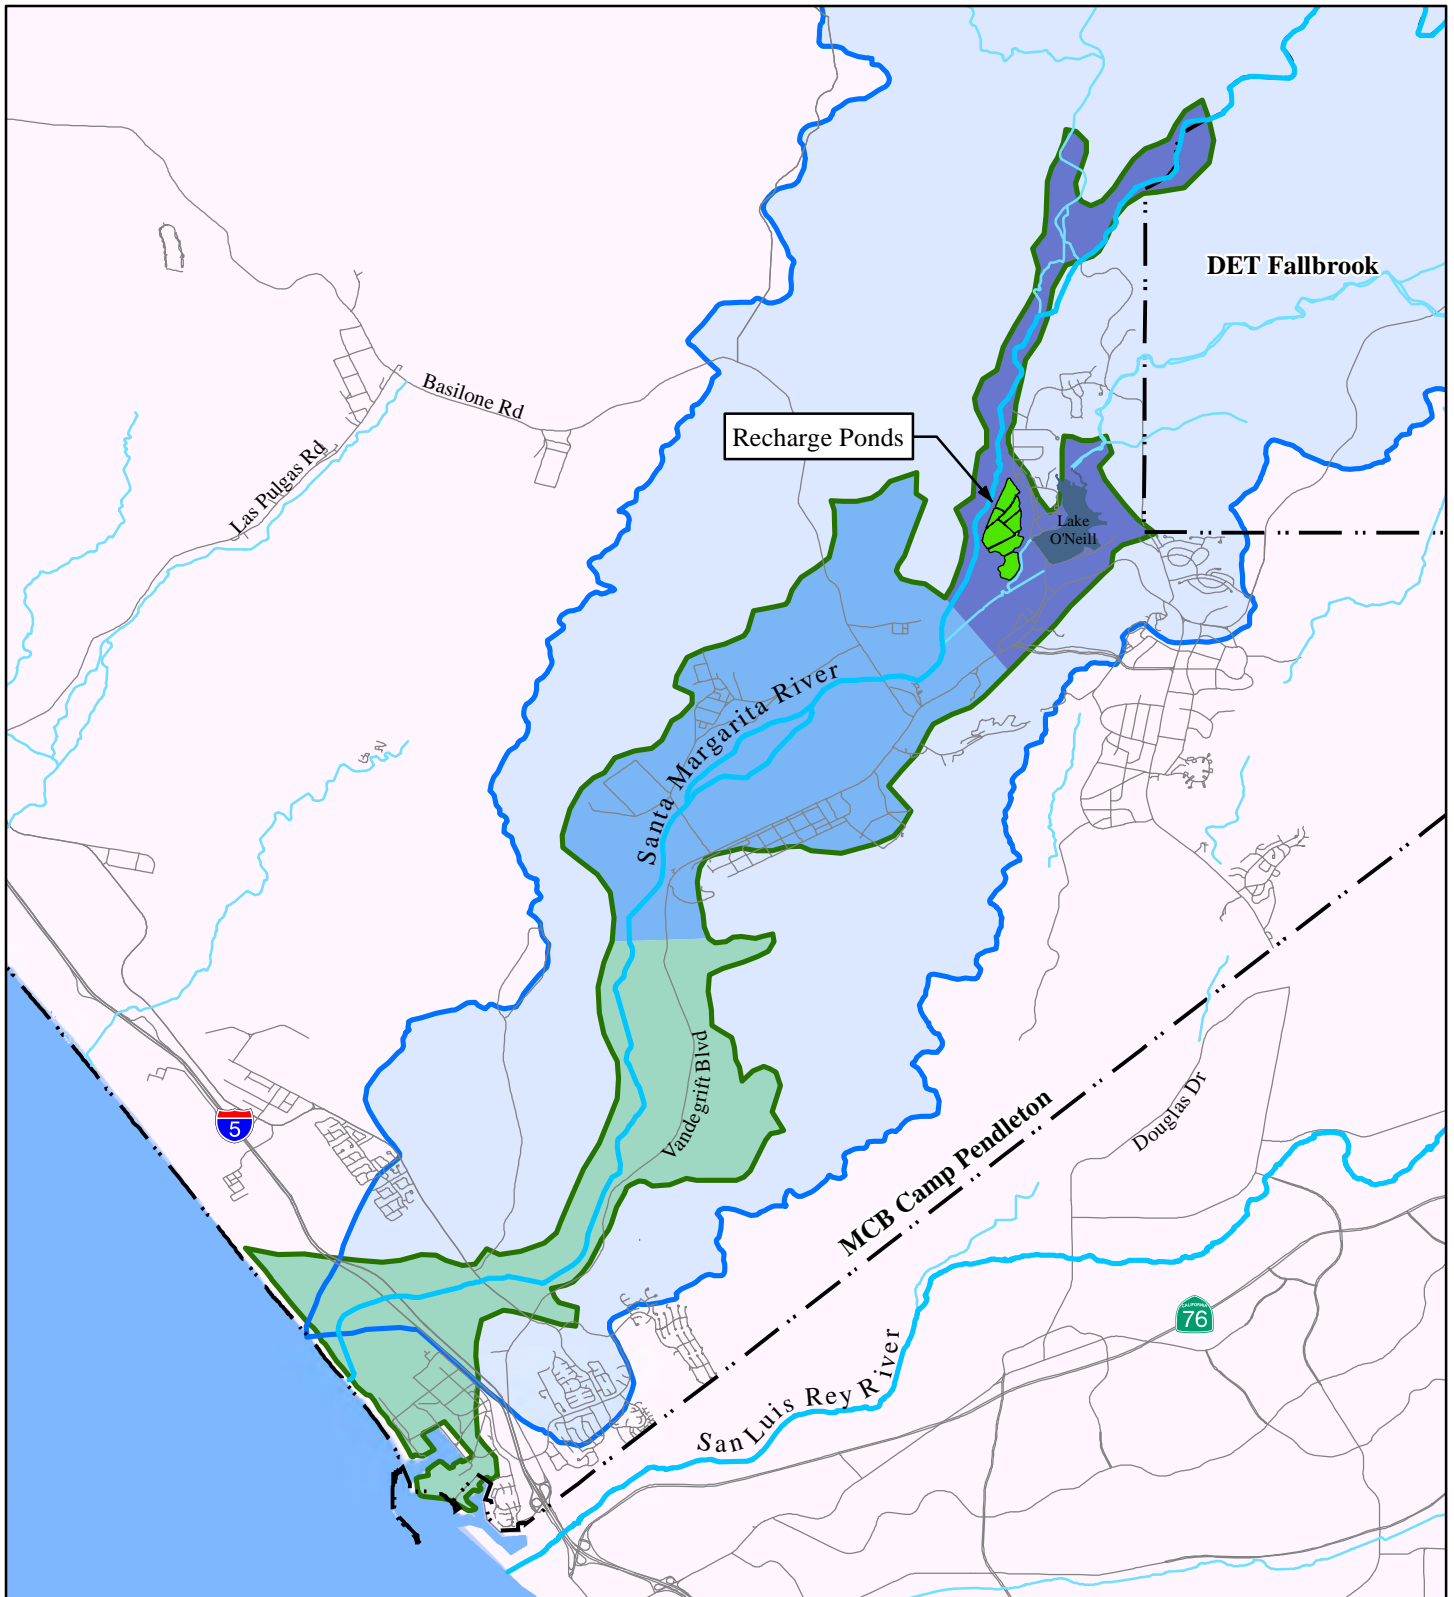 DET Fallbrook
Basilone Rd
Recharge Ponds
Las Pulgas Rd
Lake
O'Neill
Santa Margarita River
Vandegrift Blvd
5
MCB Camp Pendleton
Douglas Dr
CALIFORNIA
76
San Luis Rey River